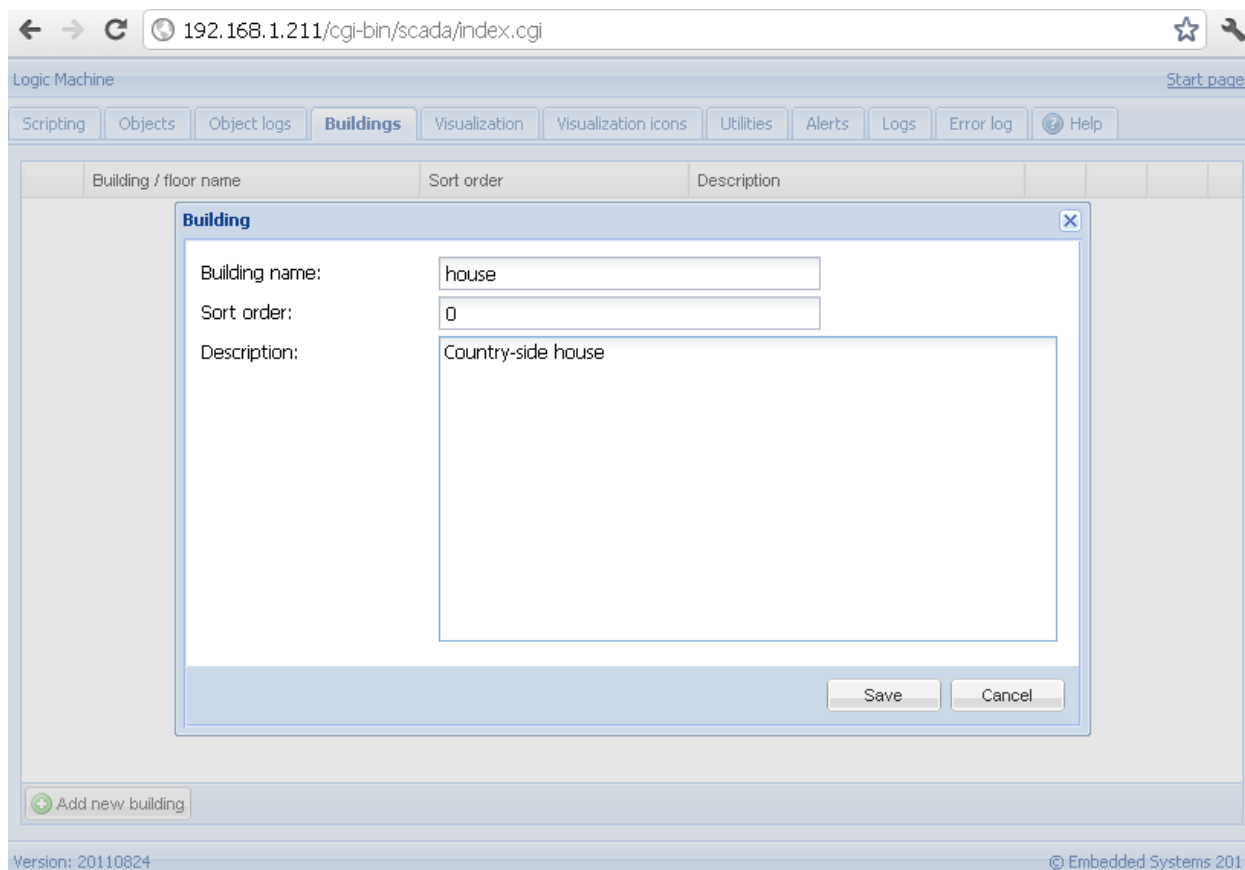 192.168.1.211/cgi-bin/scada/index.cgi
Logic Machine Start page
Scripting Objects Object logs Buildings Visualization Visualization icons Utilities Alerts Logs Error log Help
Building / floor name Sort order Description
Building
Building name: house
Sort order: 0
Description: Country-side house
Save Cancel
Add new building
Version: 20110824 © Embedded Systems 201